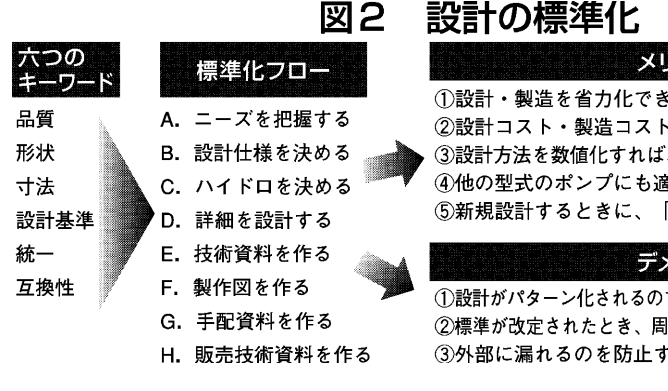 図2 設計の標準化
六つの
キーワード
品質
形状
寸法
設計基準
統一
互換性
標準化フロー
A. ニーズを把握する
B. 設計仕様を決める
C. ハイドロを決める
D. 詳細を設計する
E. 技術資料を作る
F. 製作図を作る
G. 手配資料を作る
H. 販売技術資料を作る
メリ
①設計・製造を省力化でき
②設計コスト・製造コスト
③設計方法を数値化すれば
④他の型式のポンプにも適
⑤新規設計するときに、「
デメ
①設計がパターン化されるの
②標準が改定されたとき、周
③外部に漏れるのを防止す